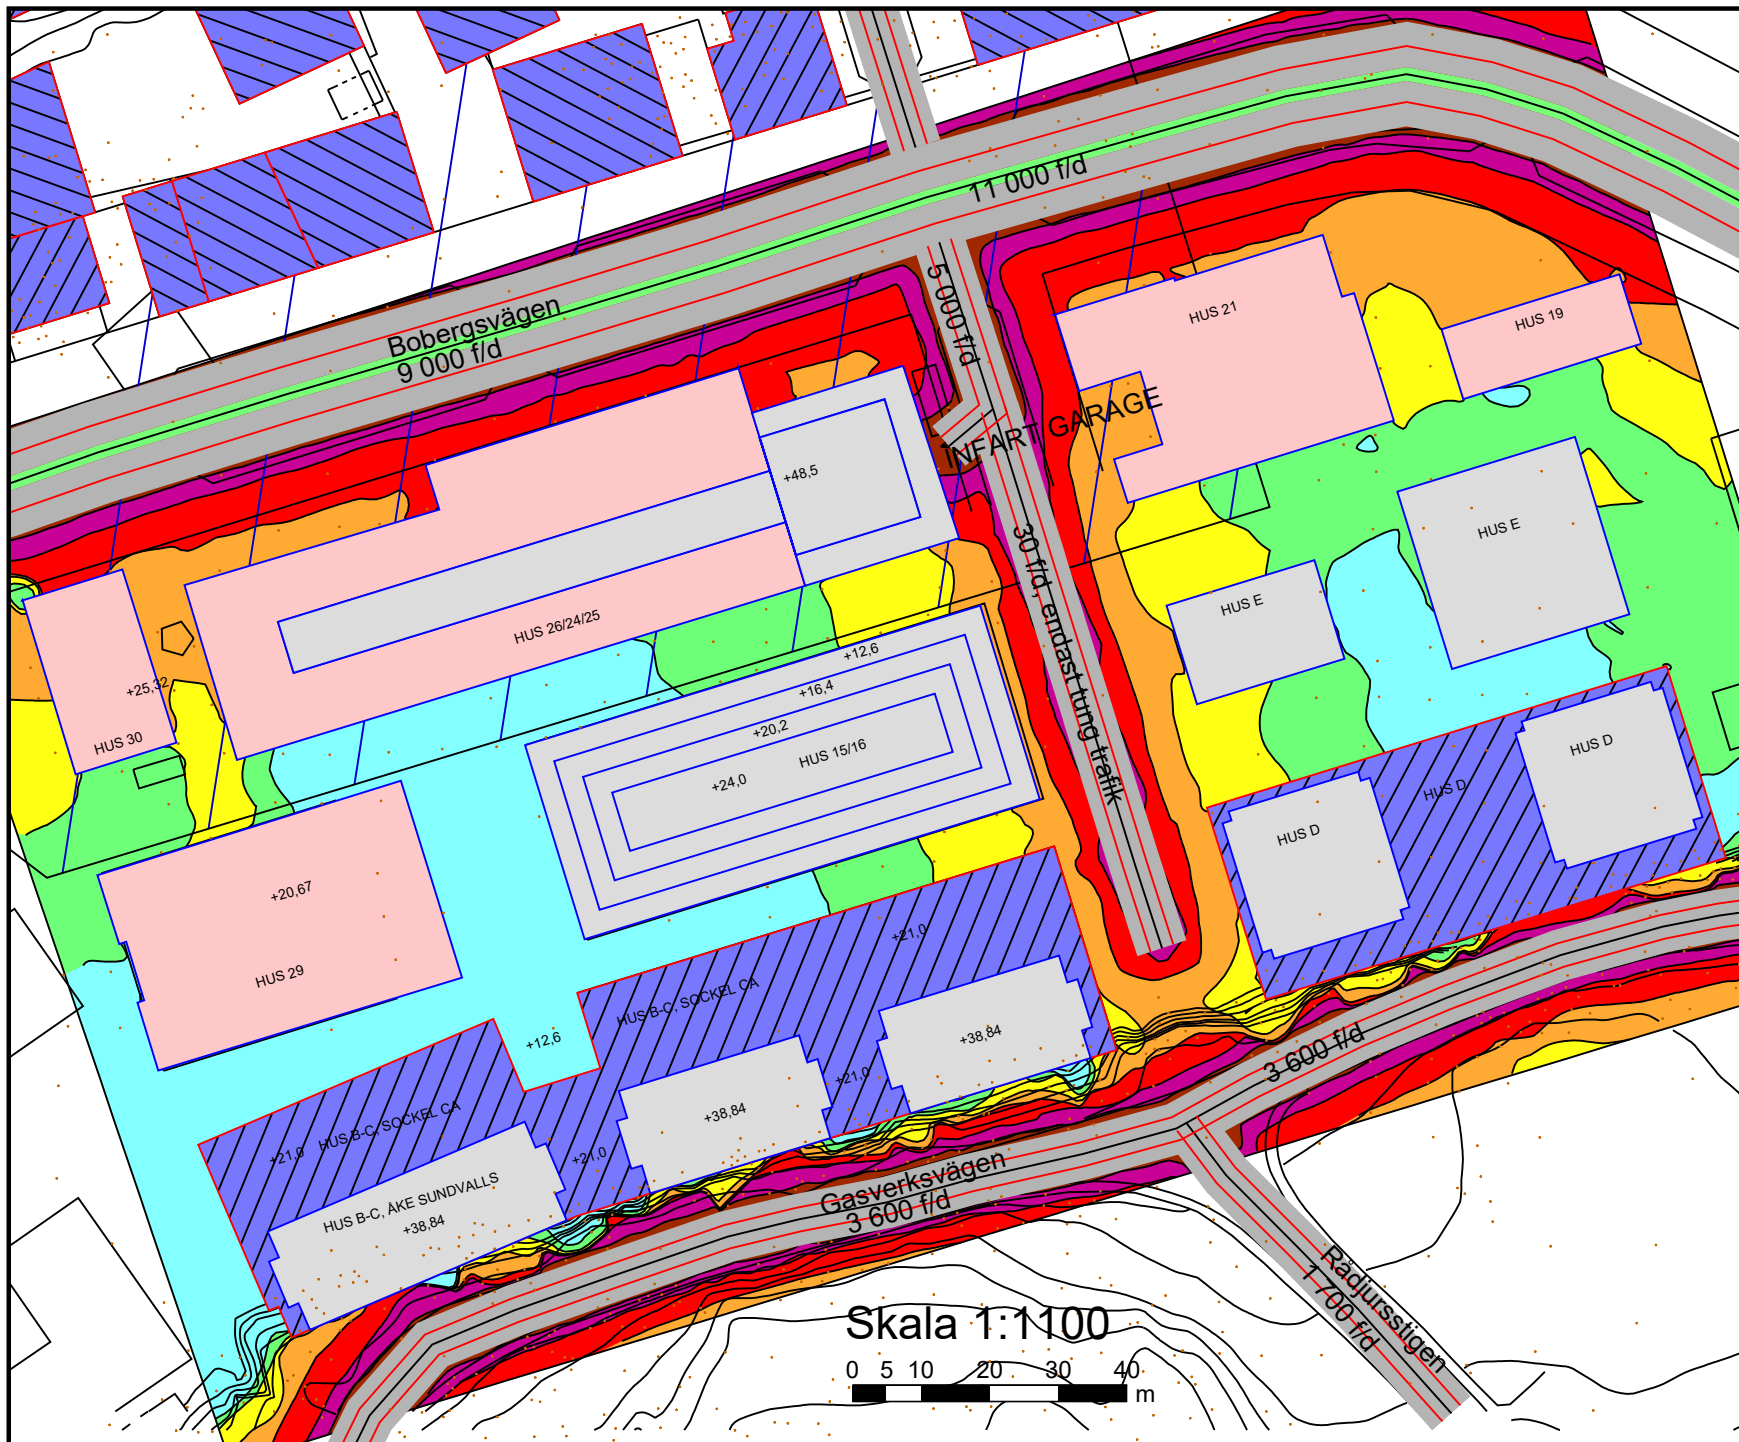 11 000 f/d
Bobergsvägen
9 000 f/d
5 000 f/d
HUS 21
HUS 19
INFART GARAGE
+48,5
HUS E
HUS E
30 f/d, endast tung trafik
HUS 26/24/25
+25,32
HUS 30
+12,6
+16,4
+20,2
+24,0
HUS 15/16
HUS D
HUS D
HUS D
+20,67
HUS 29
+21,0
HUS B-C, SOCKEL CA
+12,6
+38,84
+21,0
+38,84
3 600 f/d
HUS B-C, SOCKEL CA
+21,0
+21,0
HUS B-C, ÅKE SUNDVALLS
+38,84
Gasverksvägen
3 600 f/d
Rådjursstigen
1 700 f/d
Skala 1:1100
0 5 10 20 30 40
m